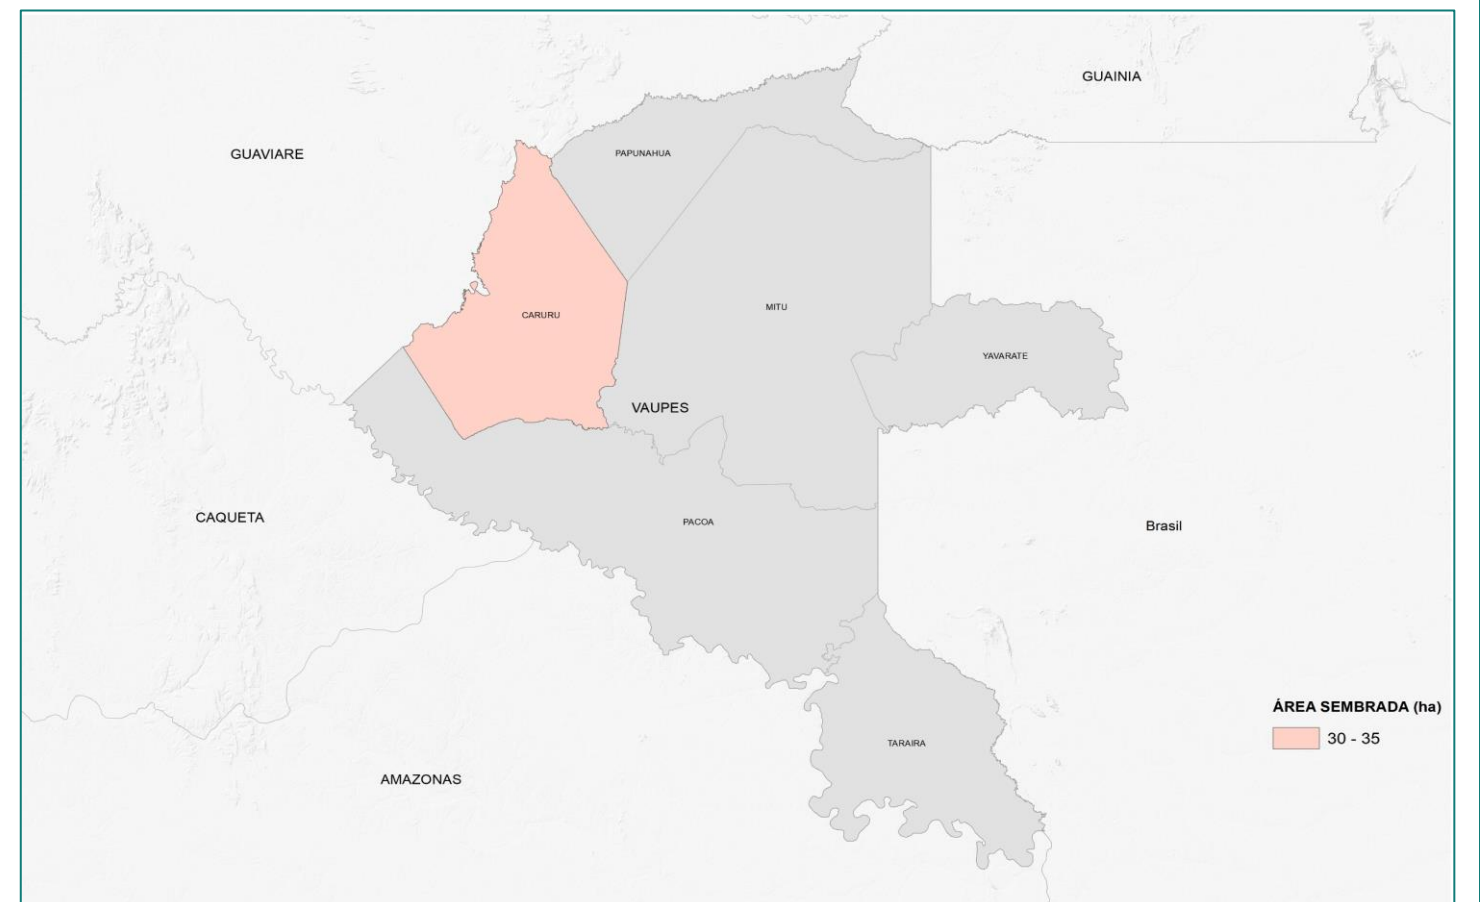 GUAINIA
GUAVIARE
PAPUNAHUA
MITU
CARURU
YAVARATE
VAUPES
CAQUETA
PACOA
Brasil
ÁREA SEMBRADA (ha)
30 - 35
TARAIRA
AMAZONAS